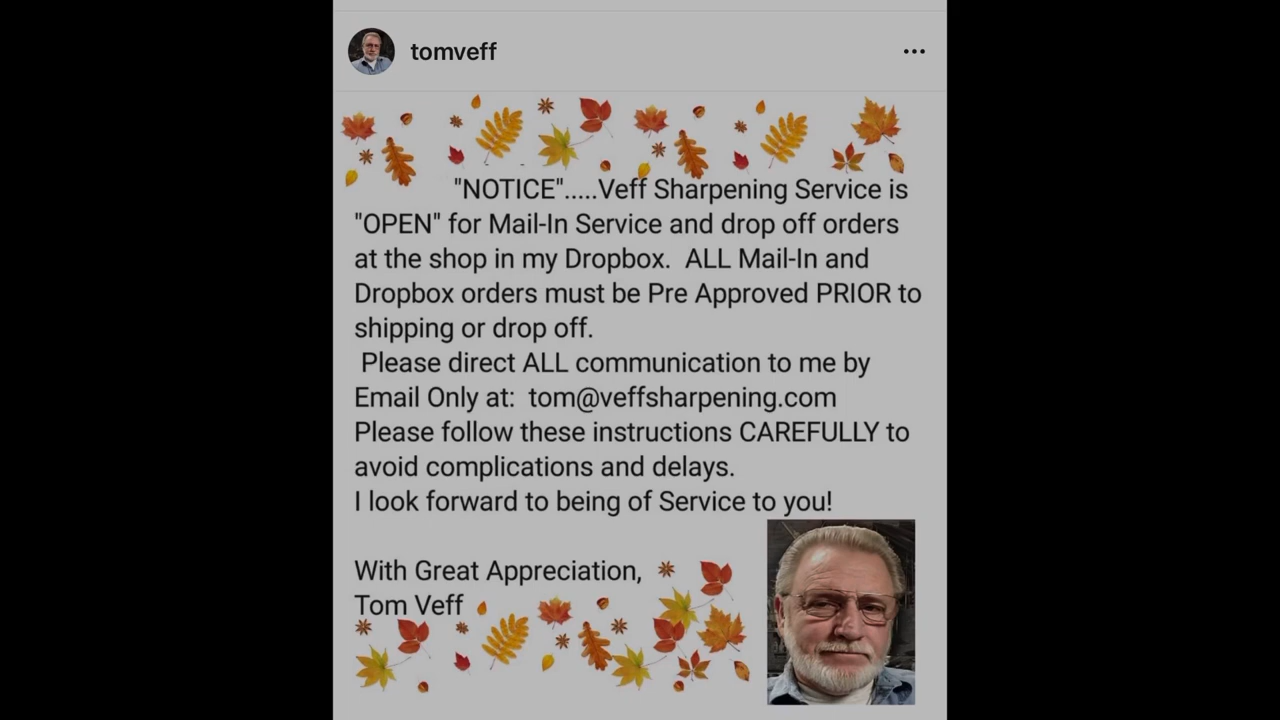 tomveff
"NOTICE".....Veff Sharpening Service is
"OPEN" for Mail-In Service and drop off orders
at the shop in my Dropbox.  ALL Mail-In and
Dropbox orders must be Pre Approved PRIOR to
shipping or drop off.
Please direct ALL communication to me by
Email Only at:  tom@veffsharpening.com
Please follow these instructions CAREFULLY to
avoid complications and delays.
I look forward to being of Service to you!
With Great Appreciation,
Tom Veff